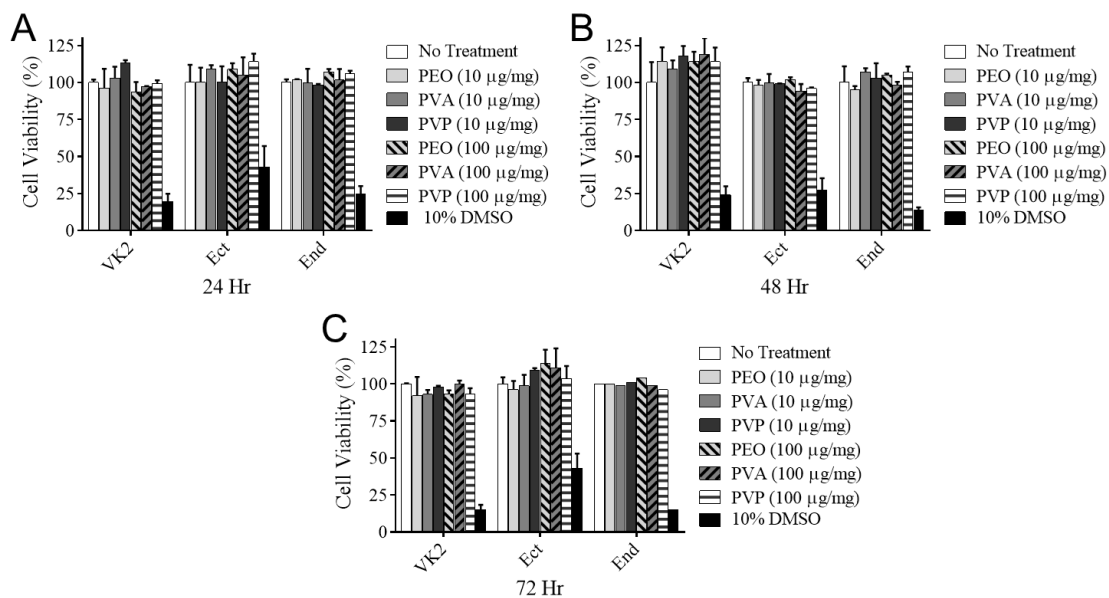 A
Cell Viability (%)
125
100
75
50
25
0
VK2
Ect
End
24 Hr
No Treatment
PEO (10 µg/mg)
PVA (10 µg/mg)
PVP (10 µg/mg)
PEO (100 µg/mg)
PVA (100 µg/mg)
PVP (100 µg/mg)
10% DMSO
B
Cell Viability (%)
125
100
75
50
25
0
VK2
Ect
End
48 Hr
No Treatment
PEO (10 µg/mg)
PVA (10 µg/mg)
PVP (10 µg/mg)
PEO (100 µg/mg)
PVA (100 µg/mg)
PVP (100 µg/mg)
10% DMSO
C
Cell Viability (%)
125
100
75
50
25
0
VK2
Ect
End
72 Hr
No Treatment
PEO (10 µg/mg)
PVA (10 µg/mg)
PVP (10 µg/mg)
PEO (100 µg/mg)
PVA (100 µg/mg)
PVP (100 µg/mg)
10% DMSO